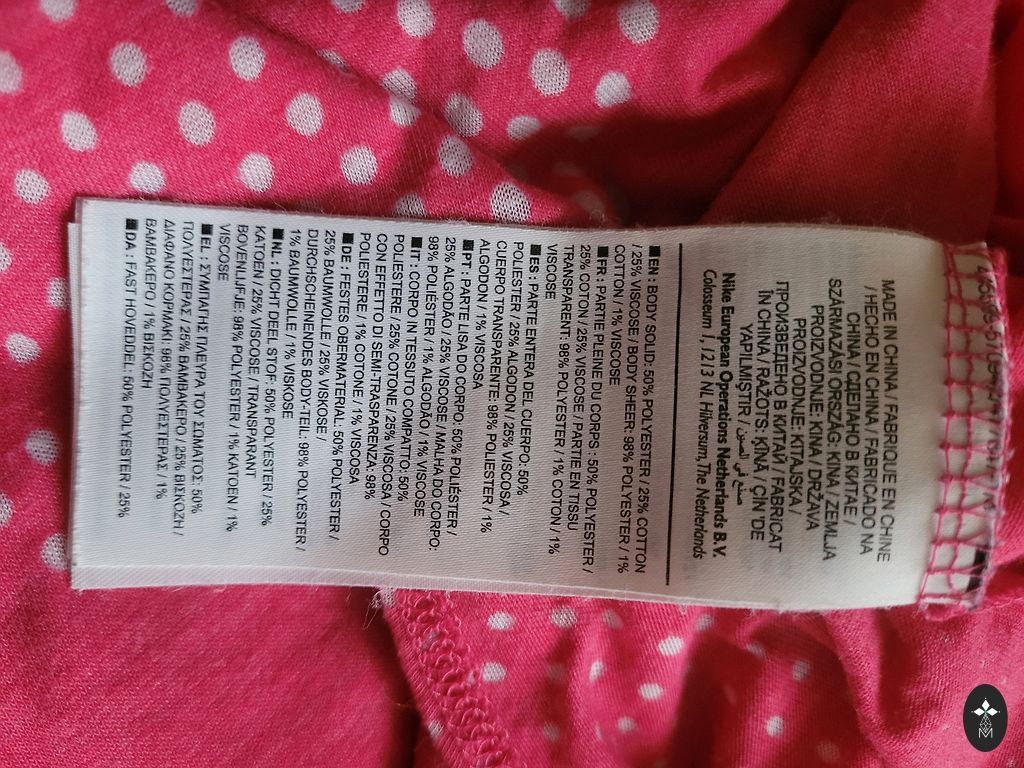 MADE IN CHINA / FABRIQUE EN CHINE
/ HECHO EN CHINA / FABRICADO NA
CHINA / СДЕЛАНО В КИТАЕ /
SZÁRMAZÁSI ORSZÁG: KÍNA / ZEMLJA
PROIZVODNJE: KINA / DRŽAVA
PROIZVODNJE: KITAJSKA /
ПРОИЗВЕДЕНО В КИТАЙ / FABRICAT
ÎN CHINA / RAŽOTS: ĶĪNĀ / ÇİN 'DE
YAPILMIŞTIR / صنع في الصين
Nike European Operations Netherlands B.V.
Colosseum 1, 1213 NL Hilversum, The Netherlands
EN: BODY SOLID: 50% POLYESTER / 25% COTTON
/ 25% VISCOSE / BODY SHEER: 98% POLYESTER / 1%
COTTON / 1% VISCOSE
FR: PARTIE PLEINE DU CORPS : 50% POLYESTER /
25% COTON / 25% VISCOSE / PARTIE EN TISSU
TRANSPARENT: 98% POLYESTER / 1% COTON / 1%
VISCOSE
ES: PARTE ENTERA DEL CUERPO: 50%
POLIESTER / 25% ALGODON / 25% VISCOSA /
CUERPO TRANSPARENTE: 98% POLIESTER / 1%
ALGODON / 1% VISCOSA
PT: PARTE LISA DO CORPO: 50% POLIÉSTER /
25% ALGODÃO / 25% VISCOSE / MALHA DO CORPO:
98% POLIÉSTER / 1% ALGODÃO / 1% VISCOSE
IT: CORPO IN TESSUTO COMPATTO: 50%
POLIESTERE / 25% COTONE / 25% VISCOSA / CORPO
CON EFFETTO DI SEMI-TRASPARENZA: 98%
POLIESTERE / 1% COTONE / 1% VISCOSA
DE: FESTES OBERMATERIAL: 50% POLYESTER /
25% BAUMWOLLE / 25% VISKOSE /
DURCHSCHEINENDES BODY-TEIL: 98% POLYESTER /
1% BAUMWOLLE / 1% VISKOSE
NL: DICHT DEEL STOF: 50% POLYESTER / 25%
KATOEN / 25% VISCOSE / TRANSPARANT
BOVENLIJFJE: 98% POLYESTER / 1% KATOEN / 1%
VISCOSE
EL: ΣΥΜΠΑΓΗΣ ΠΛΕΥΡΑ ΤΟΥ ΣΩΜΑΤΟΣ: 50%
ΠΟΛΥΕΣΤΕΡΑΣ / 25% ΒΑΜΒΑΚΕΡΟ / 25% ΒΙΣΚΟΖΗ /
ΔΙΑΦΑΝΟ ΚΟΡΜΑΚΙ: 98% ΠΟΛΥΕΣΤΕΡΑΣ / 1%
ΒΑΜΒΑΚΕΡΟ / 1% ΒΙΣΚΟΖΗ
DA: FAST HOVEDDEL: 50% POLYESTER / 25%